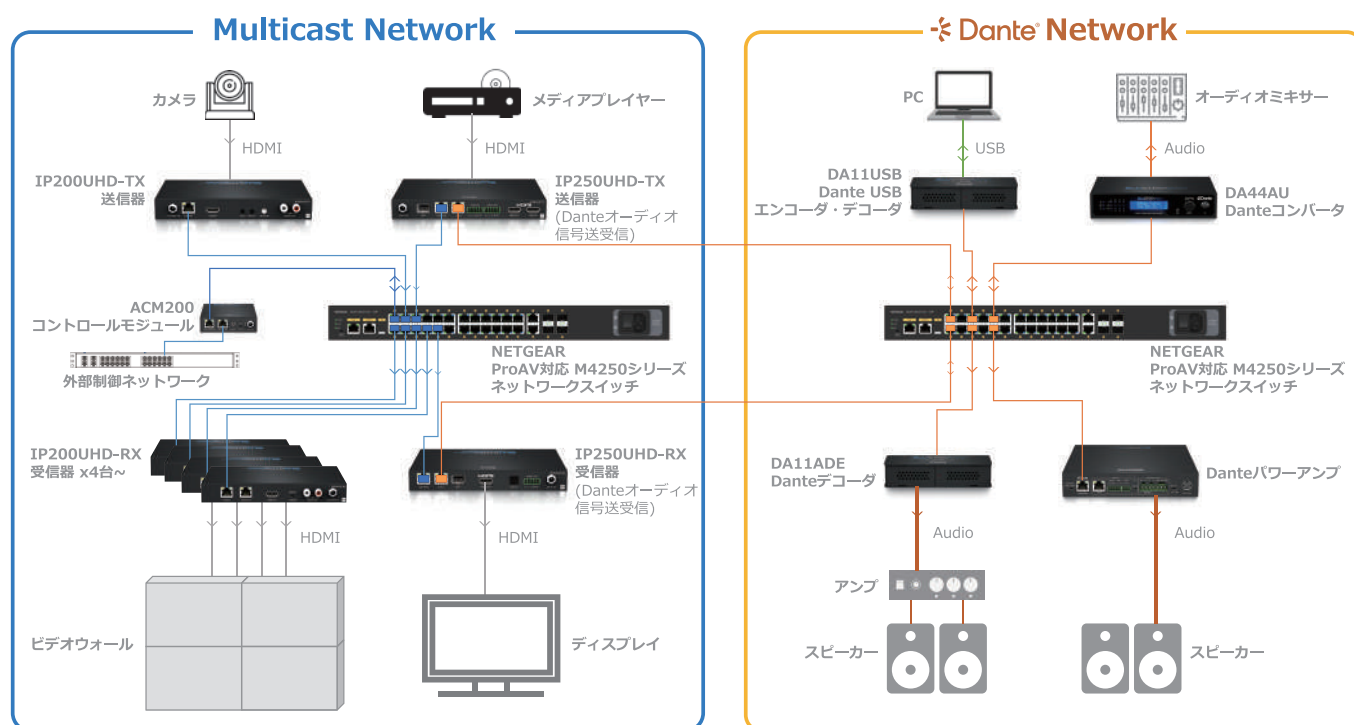 Multicast Network
カメラ
HDMI
メディアプレイヤー
HDMI
IP200UHD-TX
送信器
IP250UHD-TX
送信器
(Danteオーディオ
信号送受信)
ACM200
コントロールモジュール
外部制御ネットワーク
NETGEAR
ProAV対応 M4250シリーズ
ネットワークスイッチ
IP200UHD-RX
受信器 x4台~
IP250UHD-RX
受信器
(Danteオーディオ
信号送受信)
HDMI
HDMI
ビデオウォール
ディスプレイ
Dante Network
PC
オーディオミキサー
USB
Audio
DA11USB
Dante USB
エンコーダ・デコーダ
DA44AU
Danteコンバータ
NETGEAR
ProAV対応 M4250シリーズ
ネットワークスイッチ
DA11ADE
Danteデコーダ
Danteパワーアンプ
Audio
Audio
アンプ
スピーカー
スピーカー